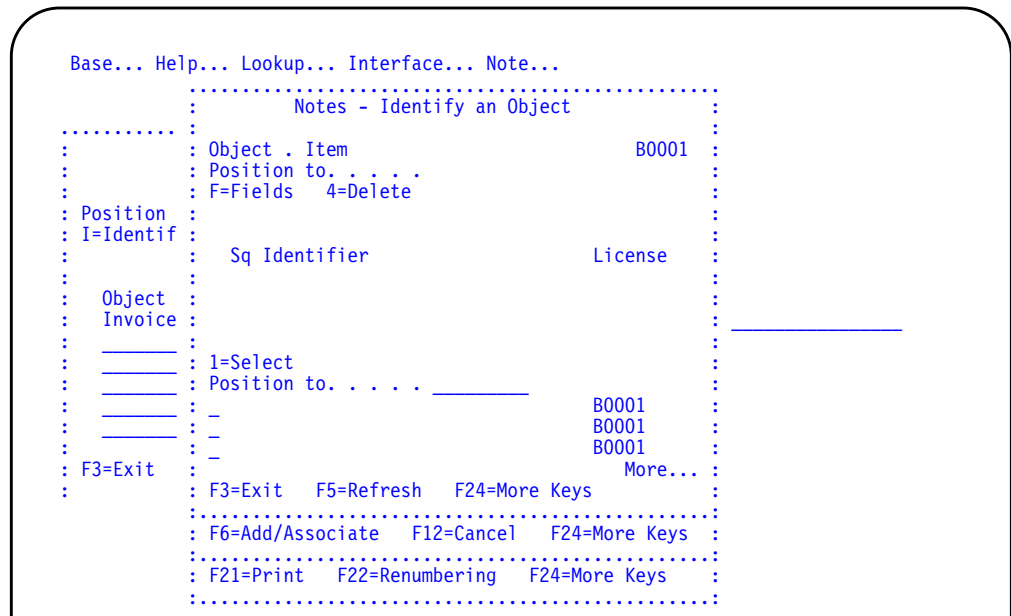 Base... Help... Lookup... Interface... Note...
Notes - Identify an Object
Object . Item B0001
Position to. . . . .
F=Fields 4=Delete
Position
I=Identif
Sq Identifier License
Object
Invoice
1=Select
Position to. . . . .
B0001
B0001
B0001
F3=Exit More...
F3=Exit F5=Refresh F24=More Keys
F6=Add/Associate F12=Cancel F24=More Keys
F21=Print F22=Renumbering F24=More Keys